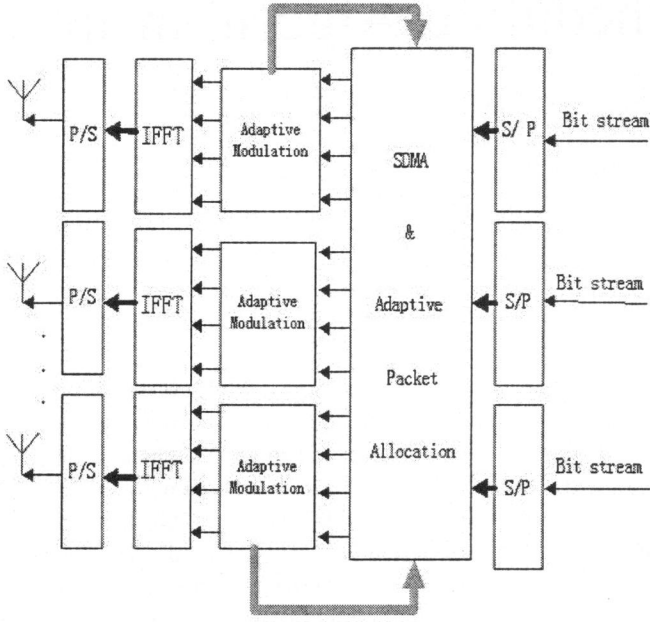 P/S
IFFT
Adaptive
Modulation
S/ P
Bit stream
P/S
IFFT
Adaptive
Modulation
S/P
Bit stream
P/S
IFFT
Adaptive
Modulation
S/P
Bit stream
SDMA
&
Adaptive
Packet
Allocation